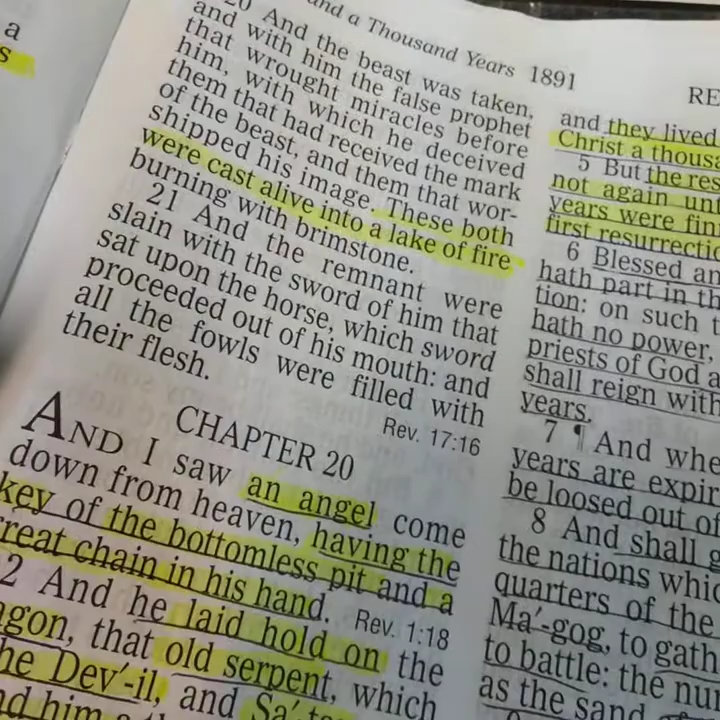 a
s
and a Thousand Years 1891
20 And the beast was taken,
and with him the false prophet
that wrought miracles before
him, with which he deceived
them that had received the mark
of the beast, and them that wor-
shipped his image. These both
were cast alive into a lake of fire
burning with brimstone.
21 And the remnant were
slain with the sword of him that
sat upon the horse, which sword
proceeded out of his mouth: and
all the fowls were filled with
their flesh.
Rev. 17:16
CHAPTER 20
AND I saw an angel come
down from heaven, having the
key of the bottomless pit and a
reat chain in his hand. Rev. 1:18
2 And he laid hold on the
agon, that old serpent, which
he Dev′-il, and Sa′-
nd him a
RE
and they lived
Christ a thousa
5 But the res
not again unt
years were fini
first resurrectio
6 Blessed an
hath part in th
tion: on such t
hath no power,
priests of God a
shall reign with
years.
7 ¶ And whe
years are expir
be loosed out of
8 And shall g
the nations whic
quarters of the
Ma′-gog, to gath
to battle: the nu
as the sand